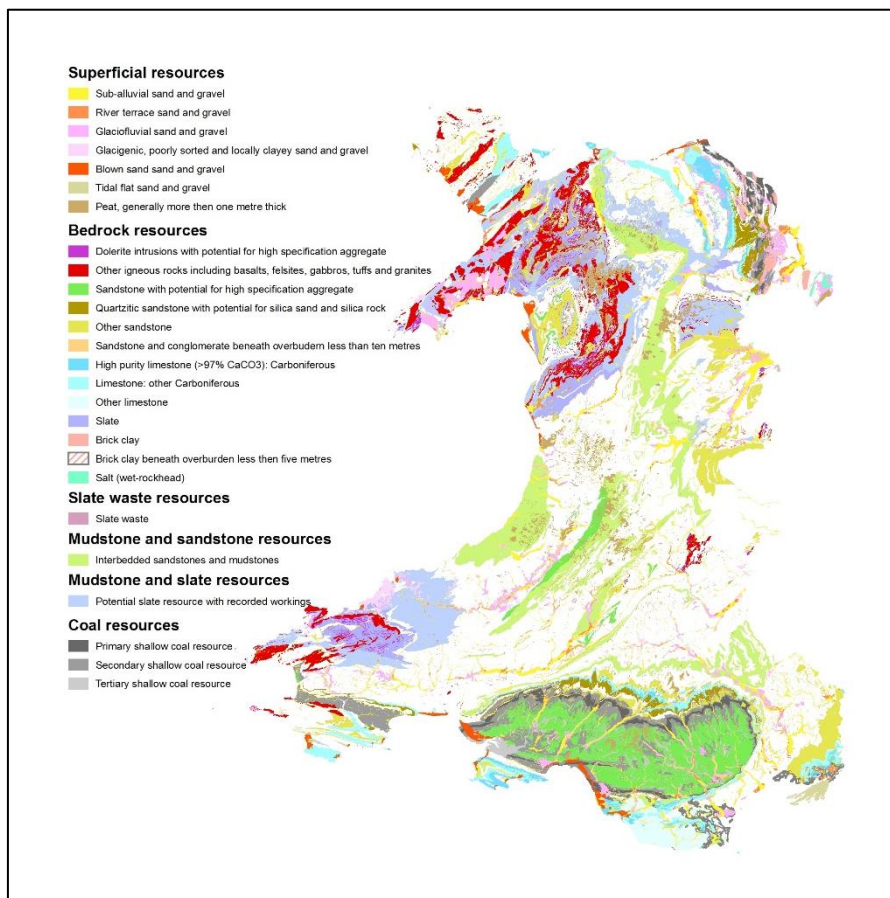 Superficial resources
Sub-alluvial sand and gravel
River terrace sand and gravel
Glaciofluvial sand and gravel
Glacigenic, poorly sorted and locally clayey sand and gravel
Blown sand sand and gravel
Tidal flat sand and gravel
Peat, generally more then one metre thick
Bedrock resources
Dolerite intrusions with potential for high specification aggregate
Other igneous rocks including basalts, felsites, gabbros, tuffs and granites
Sandstone with potential for high specification aggregate
Quartzitic sandstone with potential for silica sand and silica rock
Other sandstone
Sandstone and conglomerate beneath overbudern less than ten metres
High purity limestone (>97% CaCO3): Carboniferous
Limestone: other Carboniferous
Other limestone
Slate
Brick clay
Brick clay beneath overburden less then five metres
Salt (wet-rockhead)
Slate waste resources
Slate waste
Mudstone and sandstone resources
Interbedded sandstones and mudstones
Mudstone and slate resources
Potential slate resource with recorded workings
Coal resources
Primary shallow coal resource
Secondary shallow coal resource
Tertiary shallow coal resource